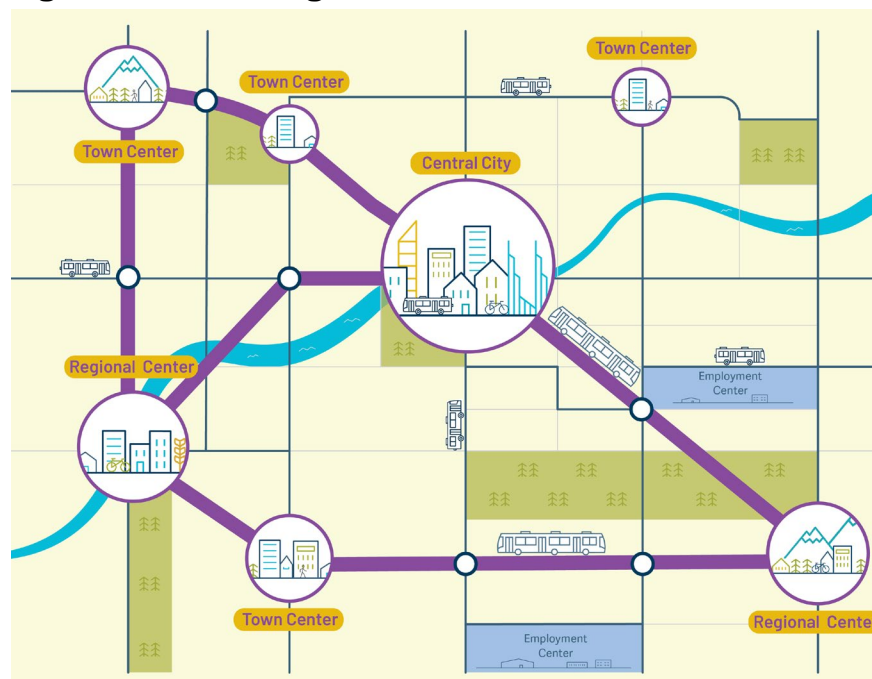 Town Center
Town Center
Town Center
Central City
Regional Center
Employment
Center
Town Center
Regional Cente
Employment
Center